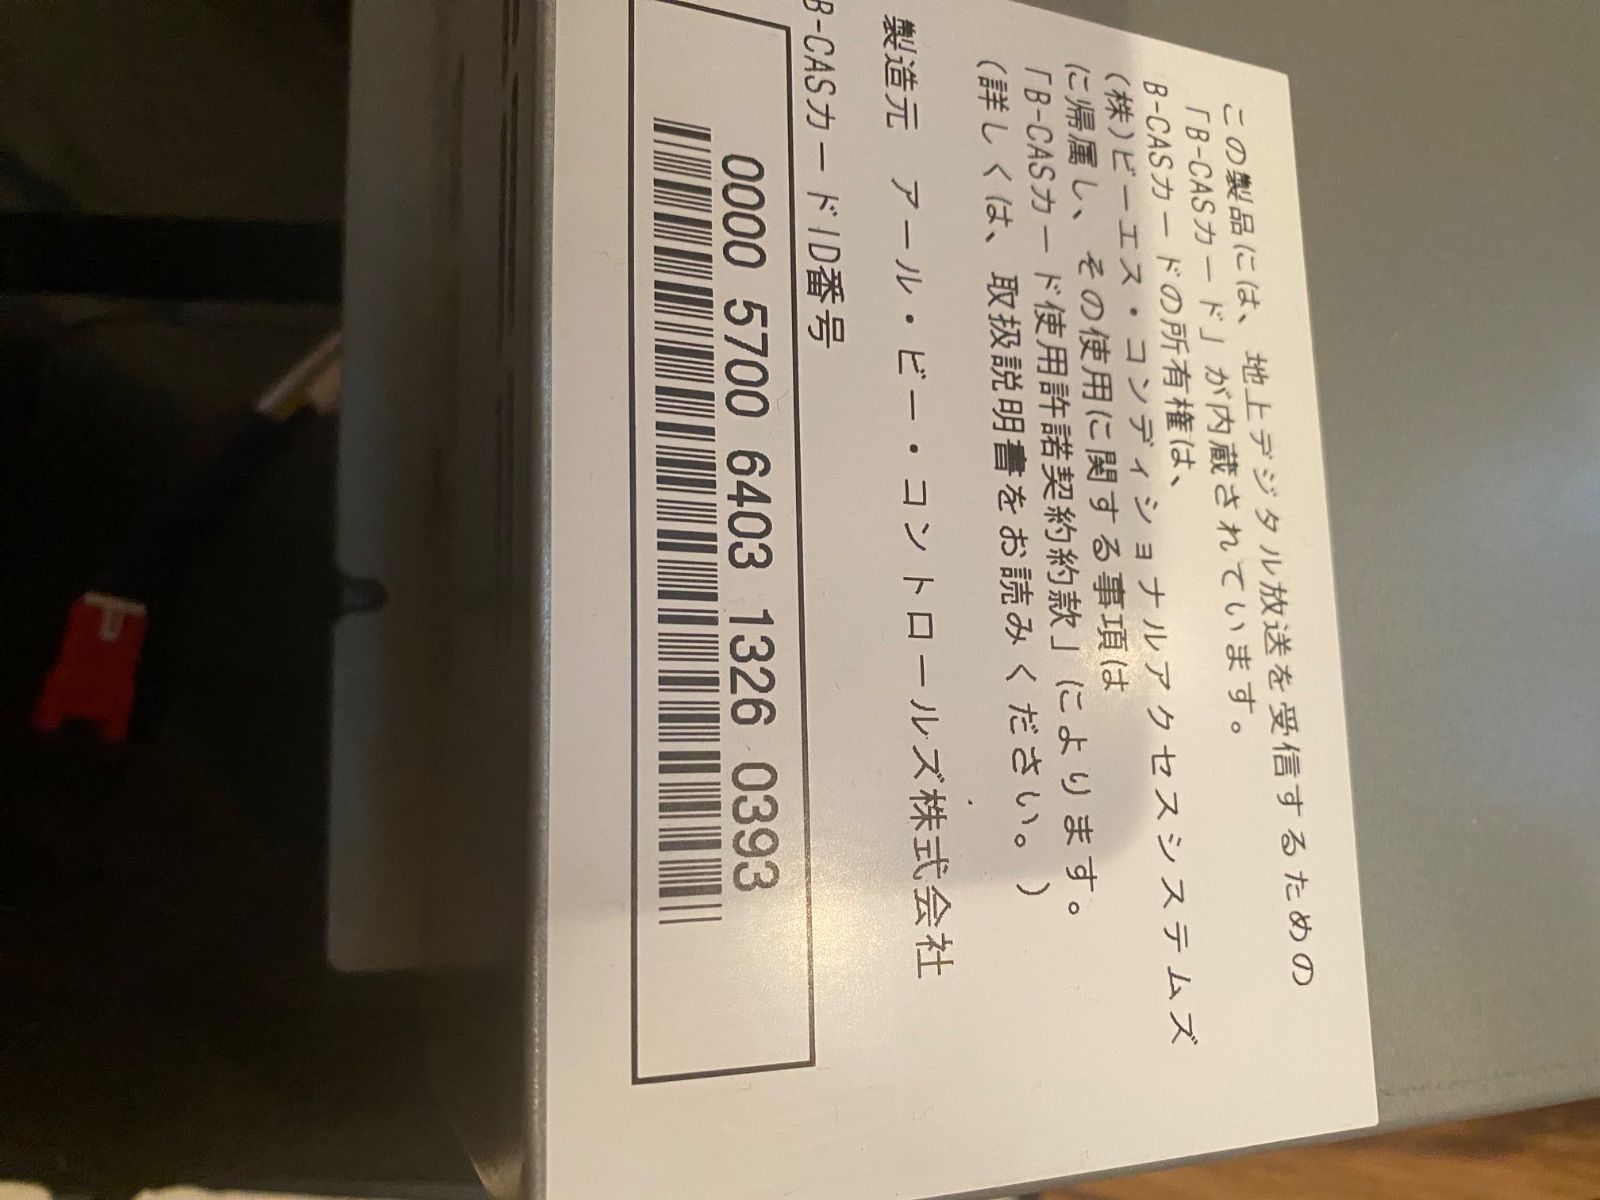 この製品には、地上デジタル放送を受信するための
「B-CASカード」が内蔵されています。
B-CASカードの所有権は、
(株)ビーエス・コンディショナルアクセスシステムズ
に帰属し、その使用に関する事項は
「B-CASカード使用許諾契約約款」によります。
(詳しくは、取扱説明書をお読みください。)
製造元 アール・ビー・コントロールズ株式会社
B-CASカードID番号
0000 5700 6403 1326 0393